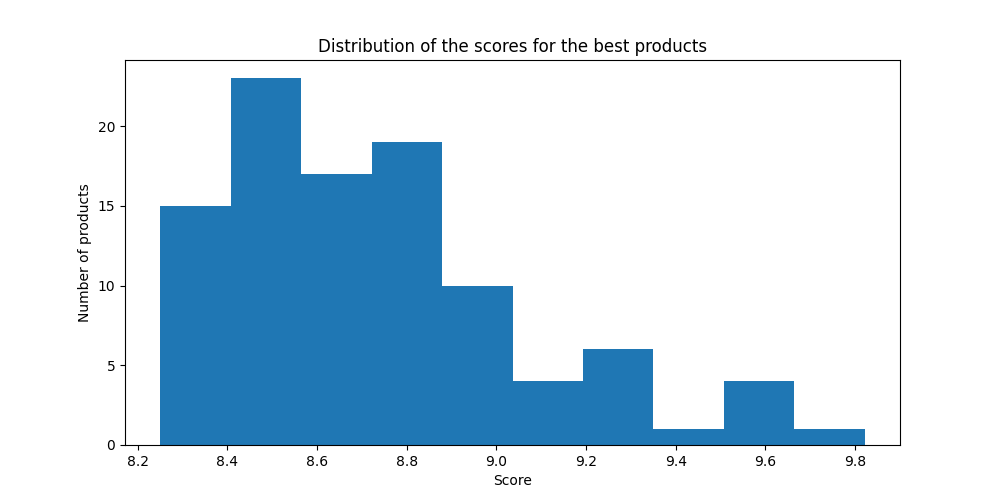 Distribution of the scores for the best products
Number of products
20
15
10
5
0
8.2 8.4 8.6 8.8 9.0 9.2 9.4 9.6 9.8
Score